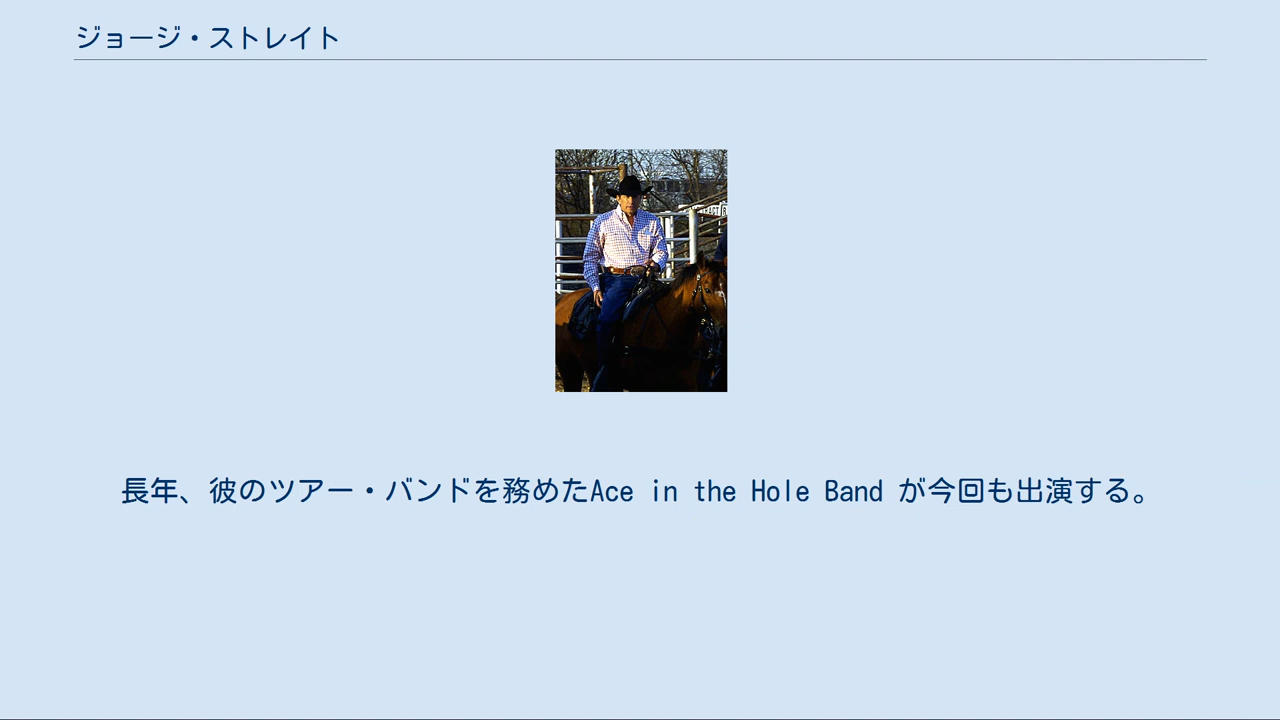 ジョージ・ストレイト
長年、彼のツアー・バンドを務めたAce in the Hole Band が今回も出演する。